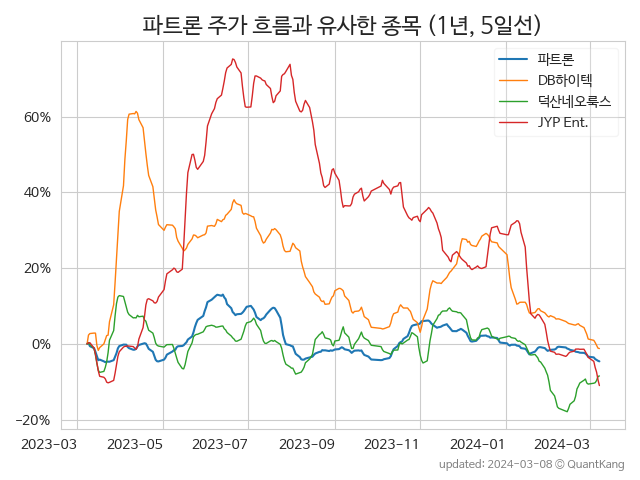 파트론 주가 흐름과 유사한 종목 (1년, 5일선)
파트론
DB하이텍
덕산네오룩스
JYP Ent.
60%
40%
20%
0%
−20%
2023-03 2023-05 2023-07 2023-09 2023-11 2024-01 2024-03
updated: 2024-03-08 © QuantKang